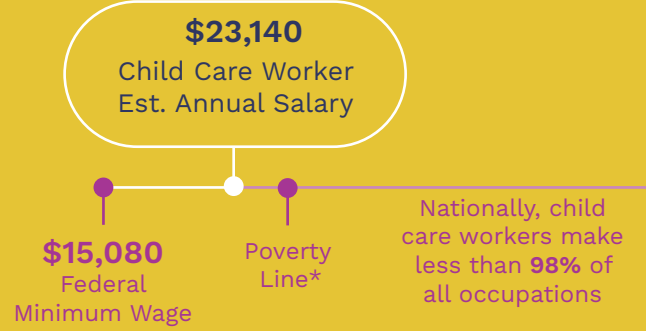 $23,140
Child Care Worker
Est. Annual Salary
$15,080
Federal
Minimum Wage
Poverty
Line*
Nationally, child
care workers make
less than 98% of
all occupations